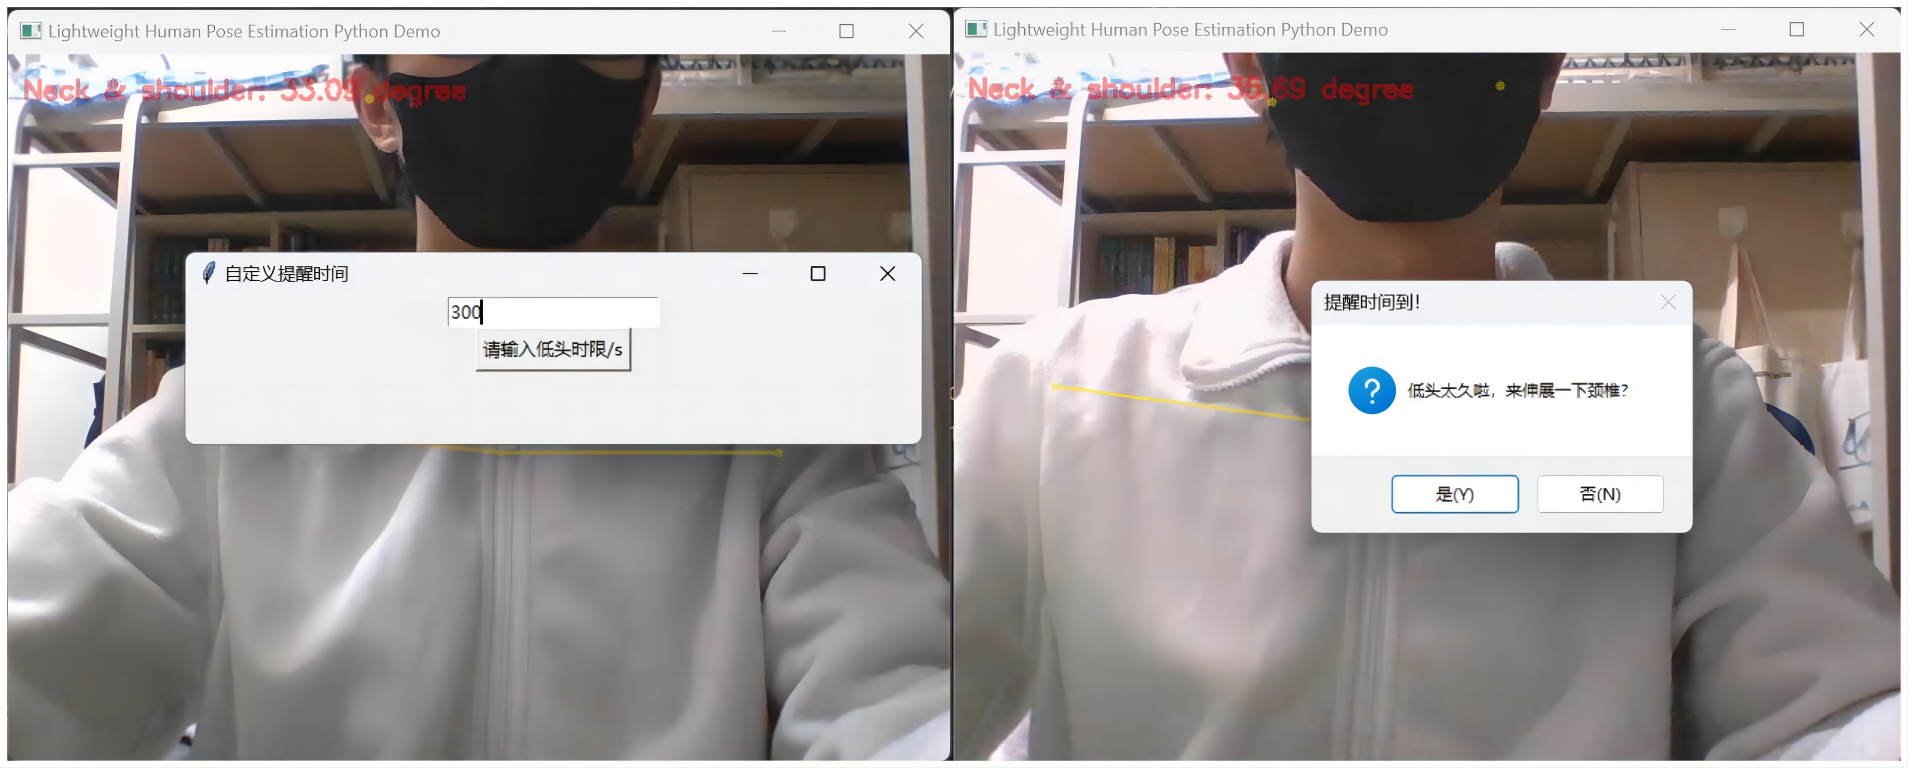 Lightweight Human Pose Estimation Python Demo
Neck & shoulder: 33.09 degree
自定义提醒时间
300
请输入低头时限/s
Lightweight Human Pose Estimation Python Demo
Neck & shoulder: 35.69 degree
提醒时间到!
低头太久啦，来伸展一下颈椎?
是(Y)
否(N)